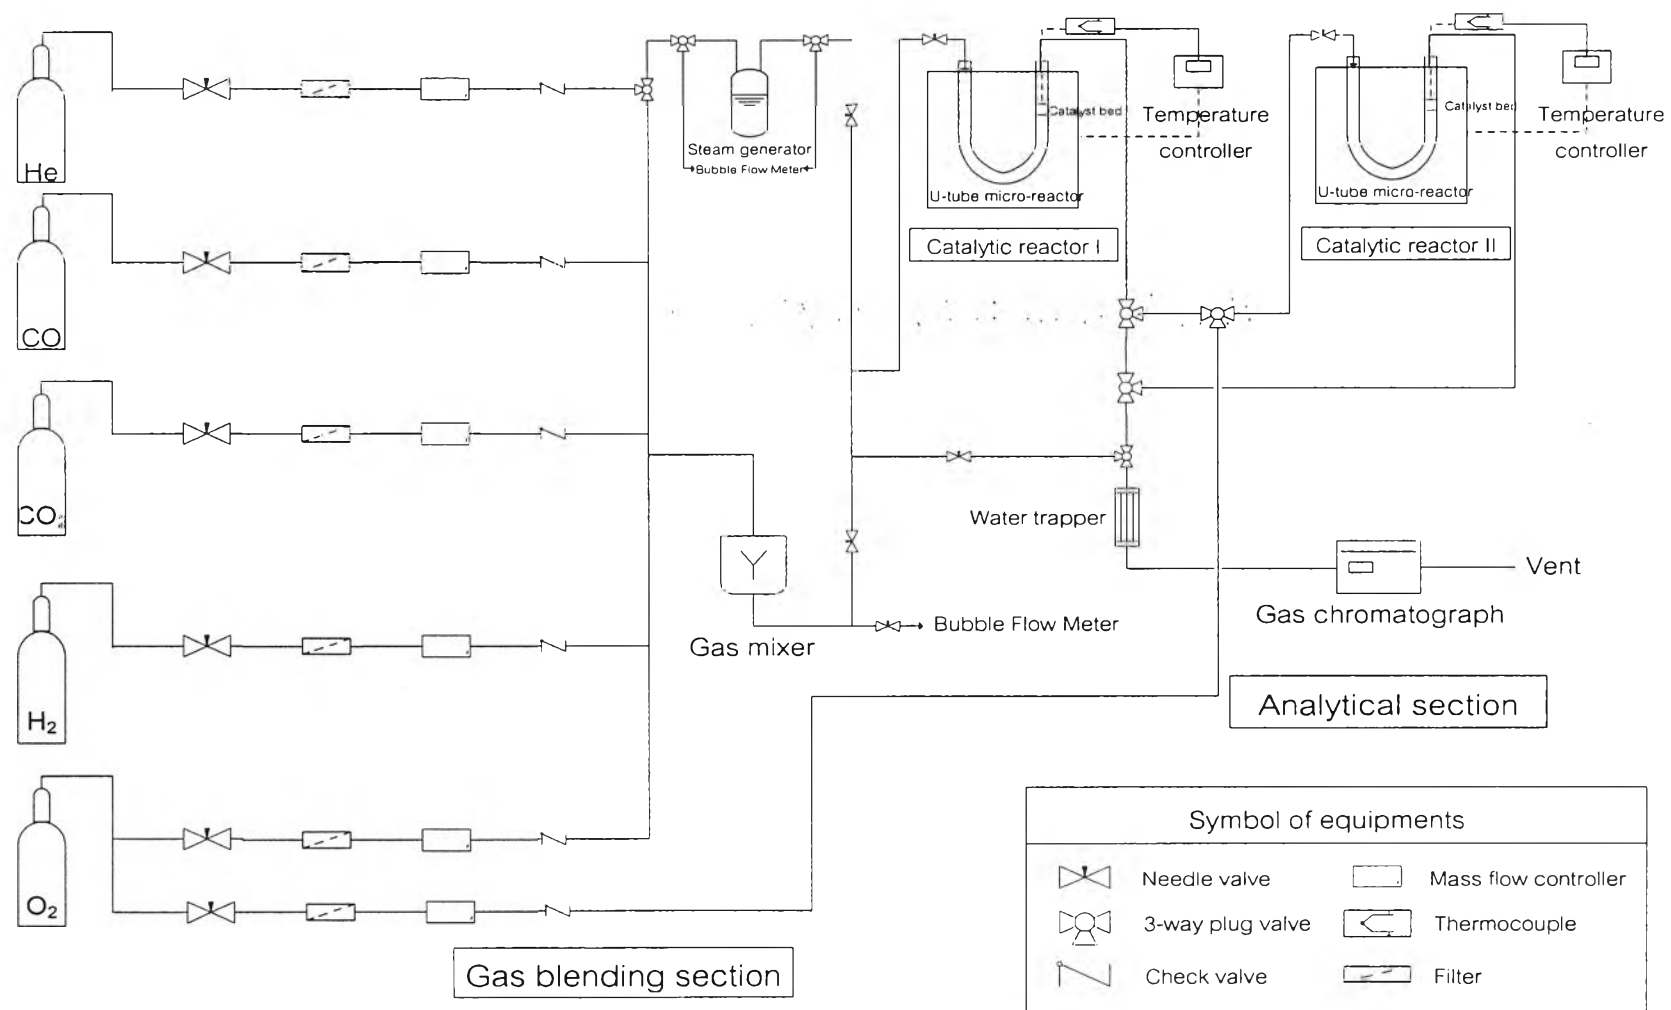 He
CO
CO₂
H₂
O₂
Steam generator
Bubble Flow Meter
Catalyst bed
U-tube micro-reactor
Catalytic reactor I
Temperature
controller
Catalyst bed
U-tube micro-reactor
Catalytic reactor II
Temperature
controller
Water trapper
Gas mixer
Bubble Flow Meter
Vent
Gas chromatograph
Analytical section
Gas blending section
Symbol of equipments
Needle valve
Mass flow controller
3-way plug valve
Thermocouple
Check valve
Filter